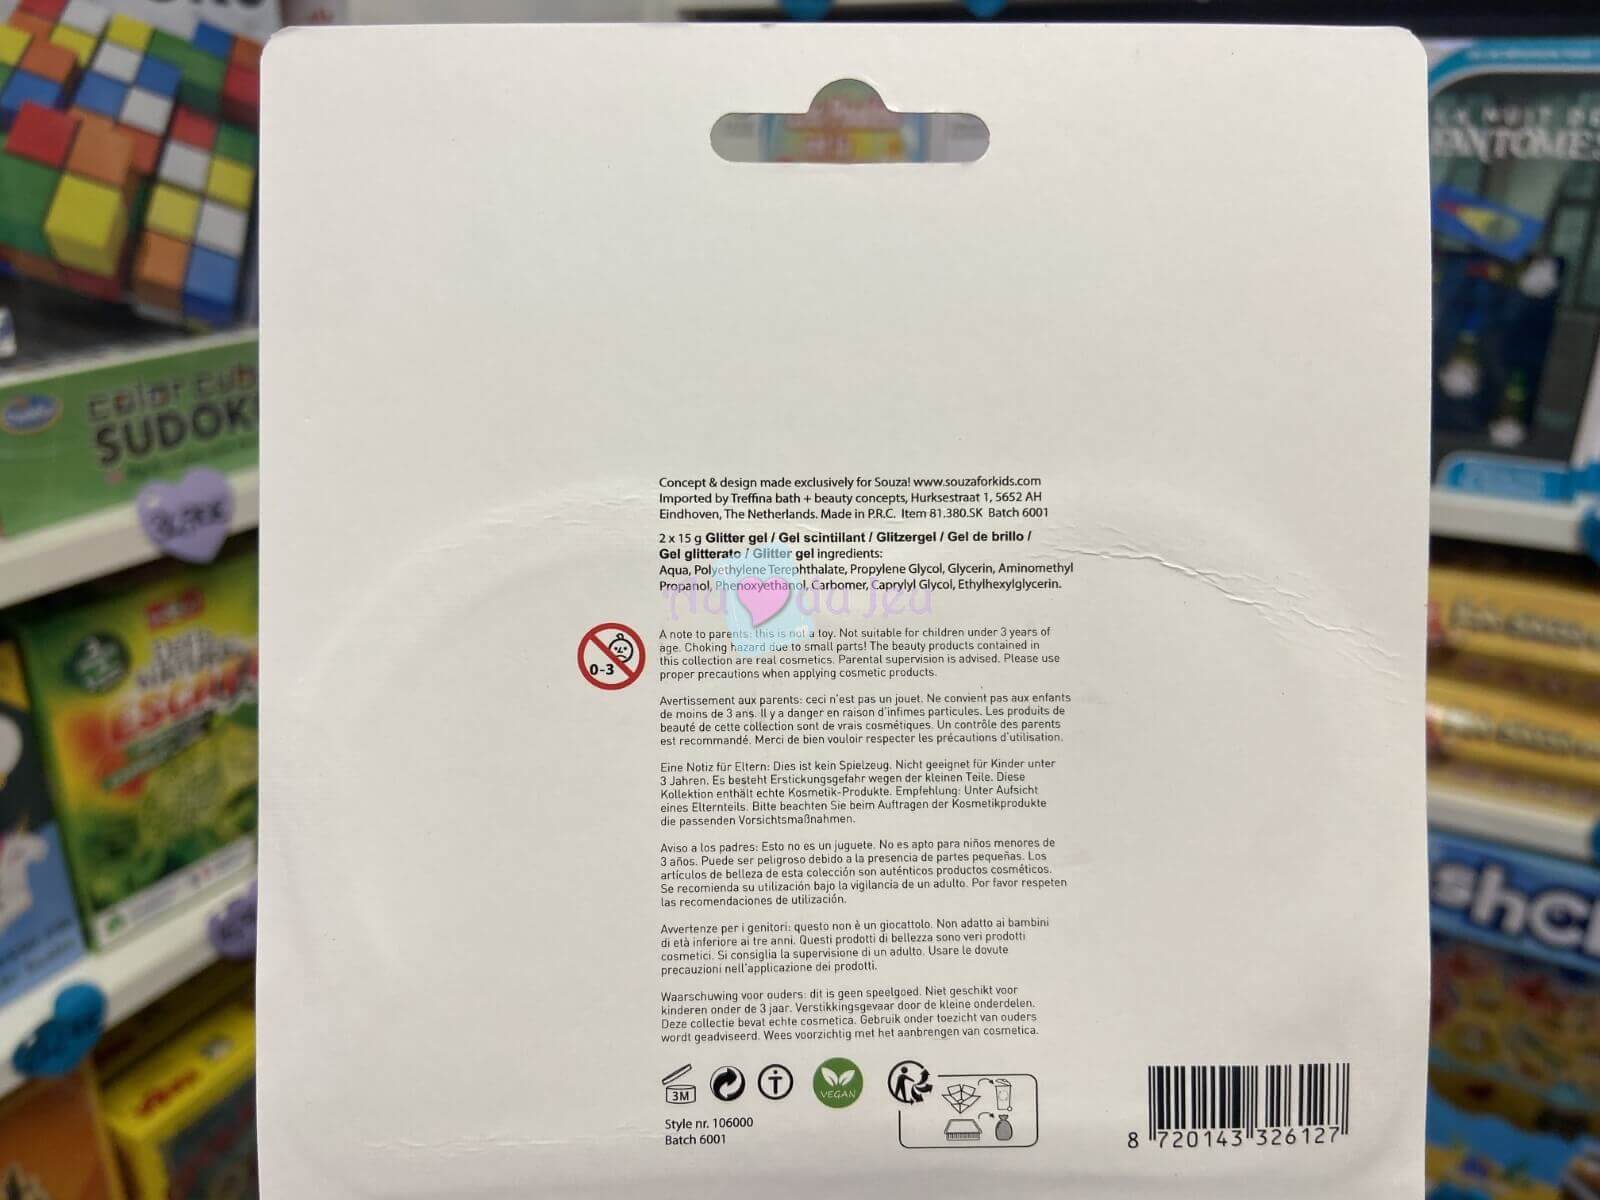 color cube
SUDOK
LA NUIT DE
FANTOMES
shCl
Concept & design made exclusively for Souza! www.souzaforkids.com
Imported by Treffina bath + beauty concepts, Hurksestraat 1, 5652 AH
Eindhoven, The Netherlands. Made in P.R.C. Item 81.380.SK Batch 6001
2 x 15 g Glitter gel / Gel scintillant / Glitzergel / Gel de brillo /
Gel glitterato / Glitter gel ingredients:
Aqua, Polyethylene Terephthalate, Propylene Glycol, Glycerin, Aminomethyl
Propanol, Phenoxyethanol, Carbomer, Caprylyl Glycol, Ethylhexylglycerin.
0-3
A note to parents: this is not a toy. Not suitable for children under 3 years of
age. Choking hazard due to small parts! The beauty products contained in
this collection are real cosmetics. Parental supervision is advised. Please use
proper precautions when applying cosmetic products.
Avertissement aux parents: ceci n'est pas un jouet. Ne convient pas aux enfants
de moins de 3 ans. Il y a danger en raison d'infimes particules. Les produits de
beauté de cette collection sont de vrais cosmétiques. Un contrôle des parents
est recommandé. Merci de bien vouloir respecter les précautions d'utilisation.
Eine Notiz für Eltern: Dies ist kein Spielzeug. Nicht geeignet für Kinder unter
3 Jahren. Es besteht Erstickungsgefahr wegen der kleinen Teile. Diese
Kollektion enthält echte Kosmetik-Produkte. Empfehlung: Unter Aufsicht
eines Elternteils. Bitte beachten Sie beim Auftragen der Kosmetikprodukte
die passenden Vorsichtsmaßnahmen.
Aviso a los padres: Esto no es un juguete. No es apto para niños menores de
3 años. Puede ser peligroso debido a la presencia de partes pequeñas. Los
artículos de belleza de esta colección son auténticos productos cosméticos.
Se recomienda su utilización bajo la vigilancia de un adulto. Por favor respeten
las recomendaciones de utilización.
Avvertenze per i genitori: questo non è un giocattolo. Non adatto ai bambini
di età inferiore ai tre anni. Questi prodotti di bellezza sono veri prodotti
cosmetici. Si consiglia la supervisione di un adulto. Usare le dovute
precauzioni nell'applicazione dei prodotti.
Waarschuwing voor ouders: dit is geen speelgoed. Niet geschikt voor
kinderen onder de 3 jaar. Verstikkingsgevaar door de kleine onderdelen.
Deze collectie bevat echte cosmetica. Gebruik onder toezicht van ouders
wordt geadviseerd. Wees voorzichtig met het aanbrengen van cosmetica.
3M
VEGAN
Style nr. 106000
Batch 6001
8 720143 326127